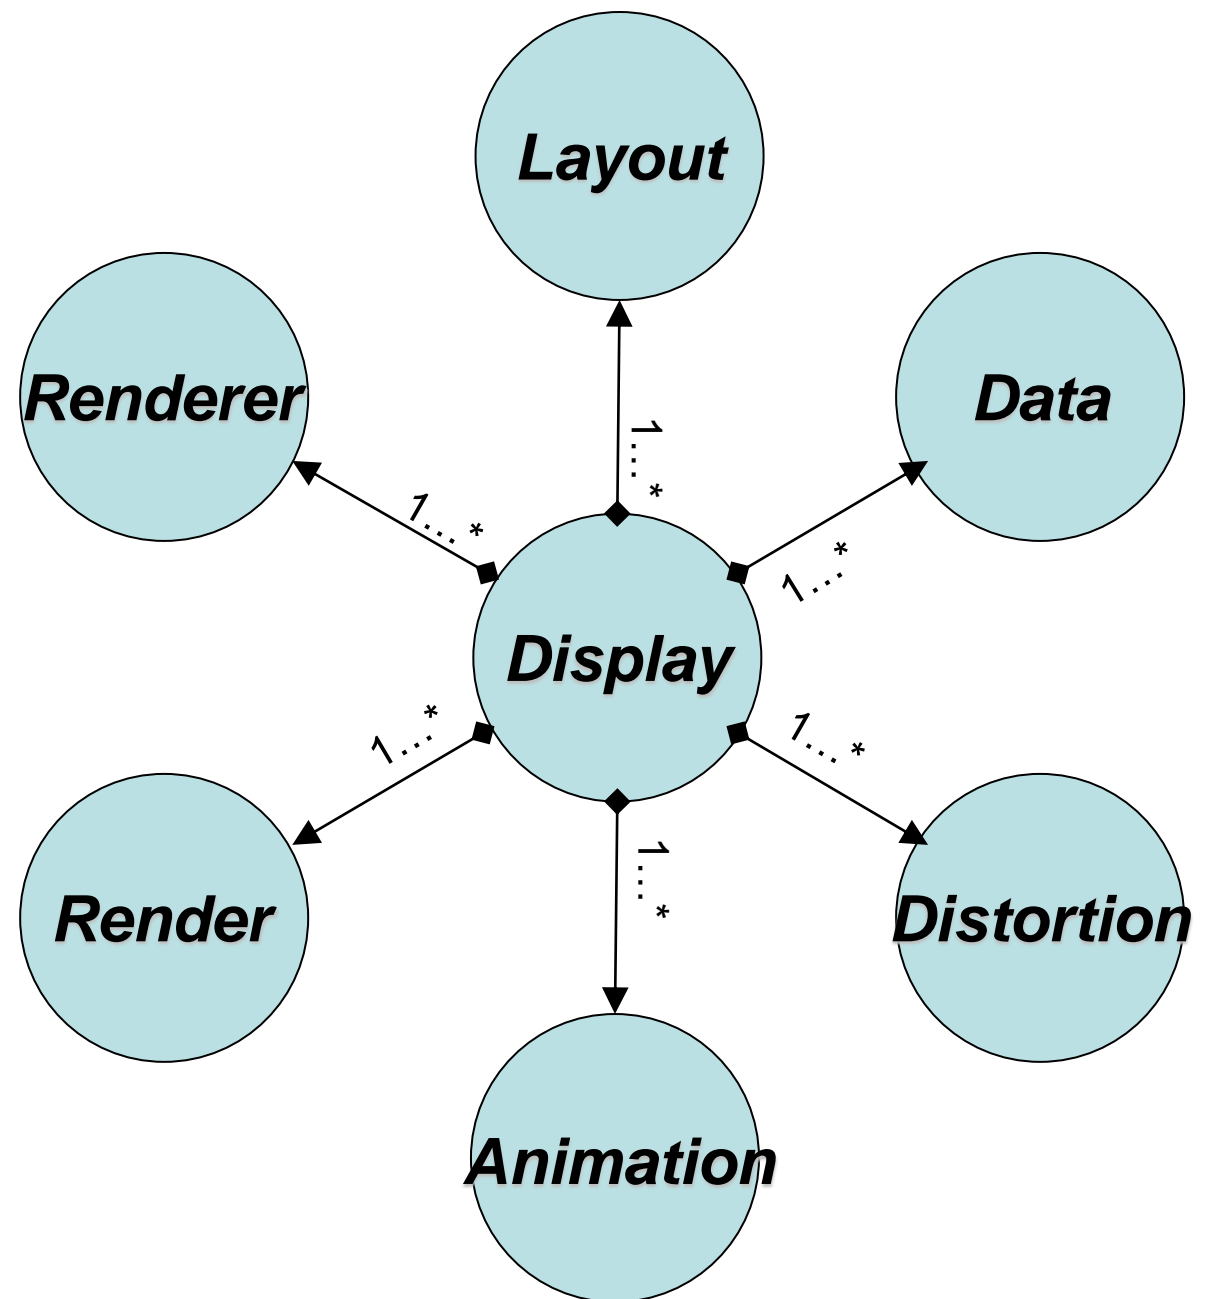 Layout
Renderer
Data
1...*
1...*
1...*
Display
1...*
1...*
1...*
Render
Distortion
Animation